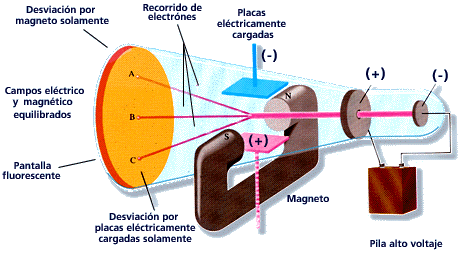 Desviación por
magneto solamente
Recorrido de
electrónes
Placas
eléctricamente
cargadas
(-)
(+)
(-)
A
N
Campos eléctrico
y magnético
equilibrados
B
S
(+)
C
Pantalla
fluorescente
Magneto
Desviación por
placas eléctricamente
cargadas solamente
Pila alto voltaje